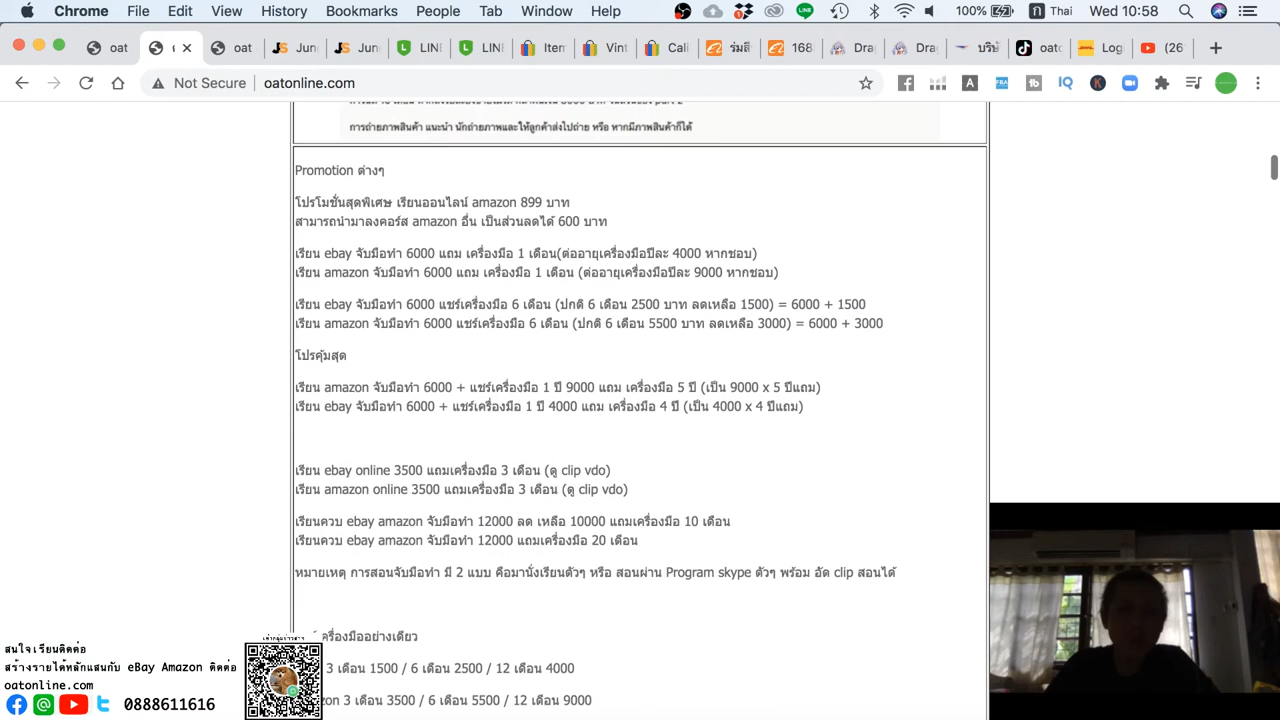 Chrome File Edit View History Bookmarks People Tab Window Help 100% ก Thai Wed 10:58
oat oat Jun Jun LINE LINE Item Vint Cali ร่มสี 168 Dra Dra บริษั oato Log (26
Not Secure oatonline.com
การถ่ายภาพสินค้า แนะนำ นักถ่ายภาพและให้ลูกค้าส่งไปถ่าย หรือ หากมีภาพสินค้าก็ได้
Promotion ต่างๆ
โปรโมชั่นสุดพิเศษ เรียนออนไลน์ amazon 899 บาท
สามารถนำมาลงคอร์ส amazon อื่น เป็นส่วนลดได้ 600 บาท
เรียน ebay จับมือทำ 6000 แถม เครื่องมือ 1 เดือน(ต่ออายุเครื่องมือปีละ 4000 หากชอบ)
เรียน amazon จับมือทำ 6000 แถม เครื่องมือ 1 เดือน (ต่ออายุเครื่องมือปีละ 9000 หากชอบ)
เรียน ebay จับมือทำ 6000 แชร์เครื่องมือ 6 เดือน (ปกติ 6 เดือน 2500 บาท ลดเหลือ 1500) = 6000 + 1500
เรียน amazon จับมือทำ 6000 แชร์เครื่องมือ 6 เดือน (ปกติ 6 เดือน 5500 บาท ลดเหลือ 3000) = 6000 + 3000
โปรคุ้มสุด
เรียน amazon จับมือทำ 6000 + แชร์เครื่องมือ 1 ปี 9000 แถม เครื่องมือ 5 ปี (เป็น 9000 x 5 ปีแถม)
เรียน ebay จับมือทำ 6000 + แชร์เครื่องมือ 1 ปี 4000 แถม เครื่องมือ 4 ปี (เป็น 4000 x 4 ปีแถม)
เรียน ebay online 3500 แถมเครื่องมือ 3 เดือน (ดู clip vdo)
เรียน amazon online 3500 แถมเครื่องมือ 3 เดือน (ดู clip vdo)
เรียนควบ ebay amazon จับมือทำ 12000 ลด เหลือ 10000 แถมเครื่องมือ 10 เดือน
เรียนควบ ebay amazon จับมือทำ 12000 แถมเครื่องมือ 20 เดือน
หมายเหตุ การสอนจับมือทำ มี 2 แบบ คือมานั่งเรียนตัวๆ หรือ สอนผ่าน Program skype ตัวๆ พร้อม อัด clip สอนได้
ครื่องมืออย่างเดียว
3 เดือน 1500 / 6 เดือน 2500 / 12 เดือน 4000
zon 3 เดือน 3500 / 6 เดือน 5500 / 12 เดือน 9000
สนใจเรียนติดต่อ
สร้างรายได้หลักแสนกับ eBay Amazon ติดต่อ
oatonline.com
0888611616